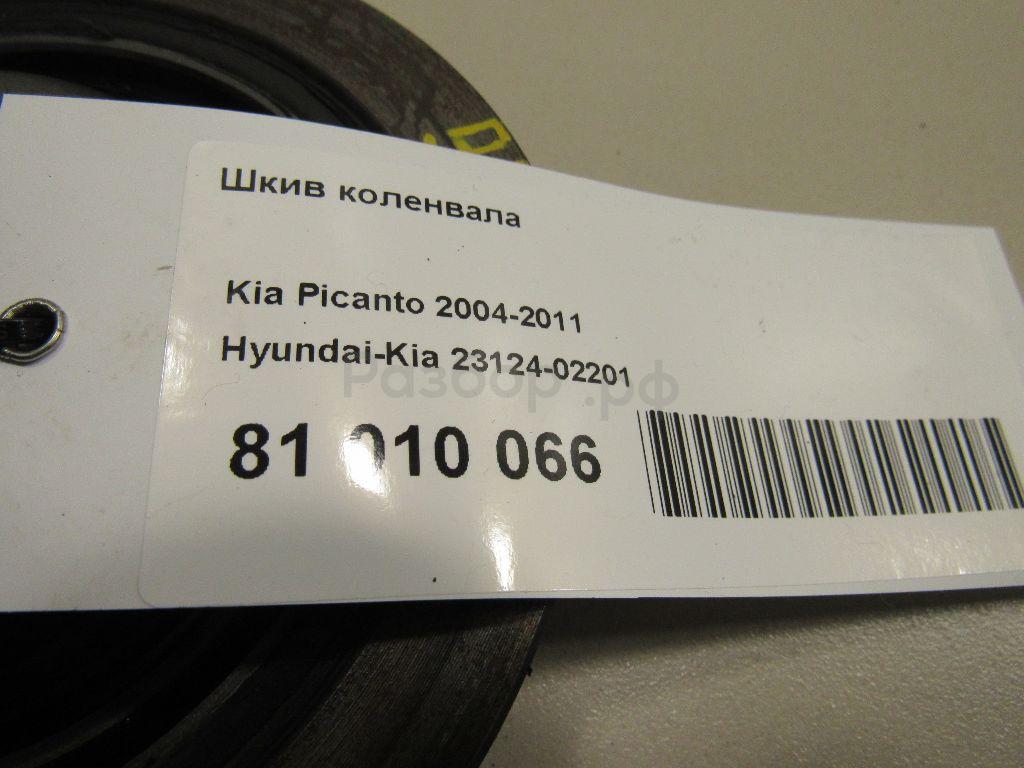 Шкив коленвала
Kia Picanto 2004-2011
Hyundai-Kia 23124-02201
Разбор.рф
81 010 066